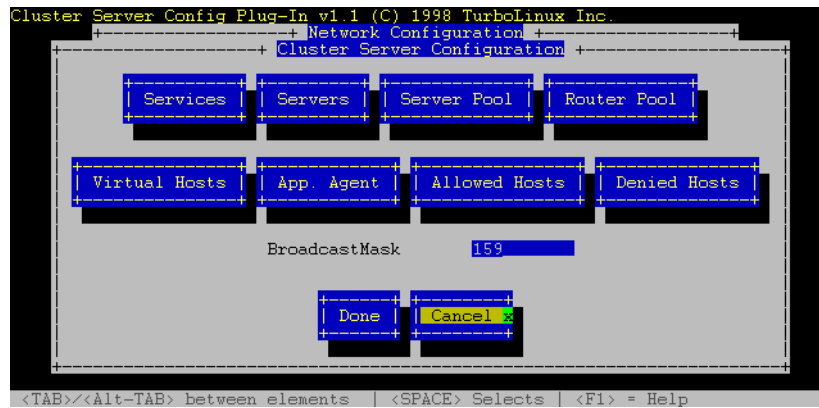 Cluster Server Config Plug-In v1.1 (C) 1998 TurboLinux Inc.
Network Configuration
Cluster Server Configuration
Services Servers Server Pool Router Pool
Virtual Hosts App. Agent Allowed Hosts Denied Hosts
BroadcastMask 159
Done Cancel x
<TAB>/<Alt-TAB> between elements | <SPACE> Selects | <F1> = Help